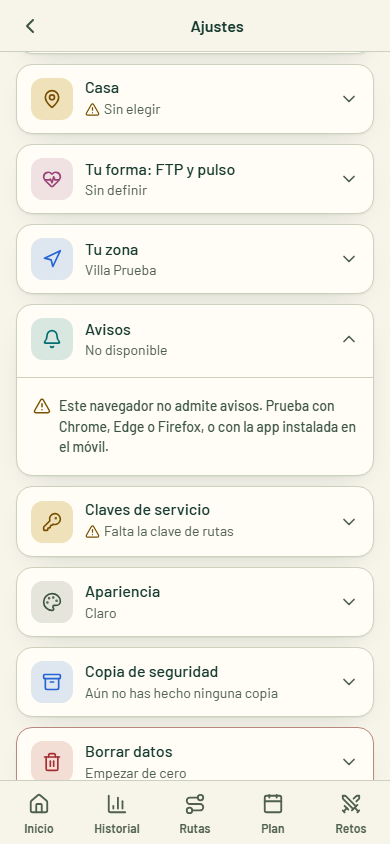 Ajustes
Casa
Sin elegir
Tu forma: FTP y pulso
Sin definir
Tu zona
Villa Prueba
Avisos
No disponible
Este navegador no admite avisos. Prueba con
Chrome, Edge o Firefox, o con la app instalada en
el móvil.
Claves de servicio
Falta la clave de rutas
Apariencia
Claro
Copia de seguridad
Aún no has hecho ninguna copia
Borrar datos
Empezar de cero
Inicio
Historial
Rutas
Plan
Retos